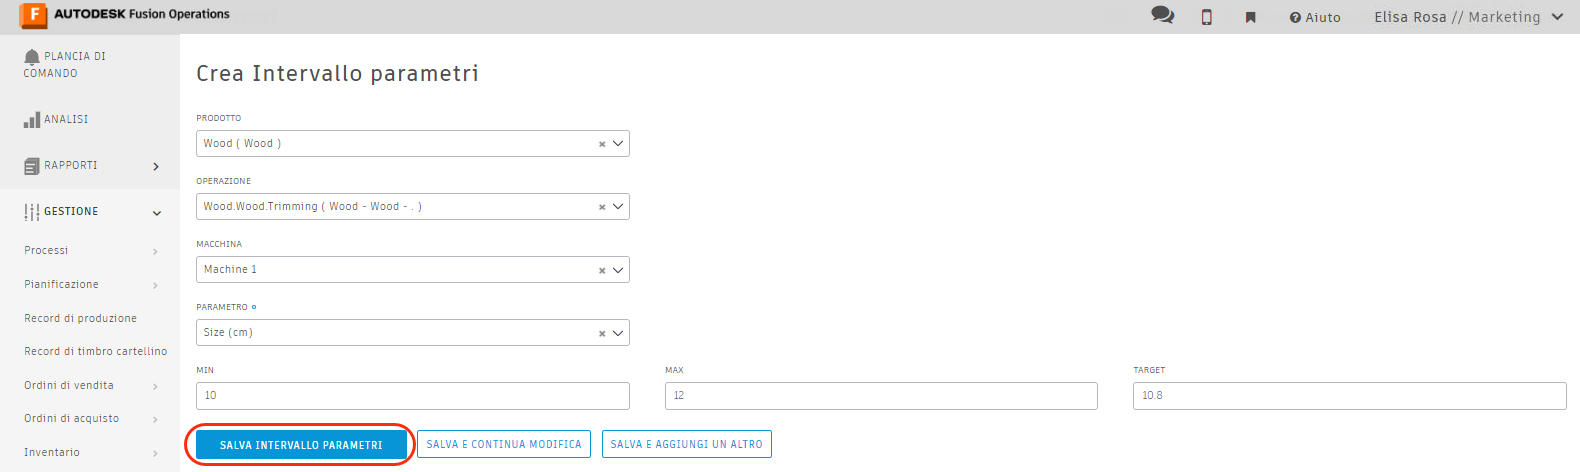 F AUTODESK Fusion Operations
Aiuto
Elisa Rosa // Marketing
PLANCIA DI
COMANDO
ANALISI
RAPPORTI
GESTIONE
Processi
Pianificazione
Record di produzione
Record di timbro cartellino
Ordini di vendita
Ordini di acquisto
Inventario
Crea Intervallo parametri
PRODOTTO
Wood ( Wood )
OPERAZIONE
Wood.Wood.Trimming ( Wood - Wood - . )
MACCHINA
Machine 1
PARAMETRO
Size (cm)
MIN
10
MAX
12
TARGET
10.8
SALVA INTERVALLO PARAMETRI
SALVA E CONTINUA MODIFICA
SALVA E AGGIUNGI UN ALTRO